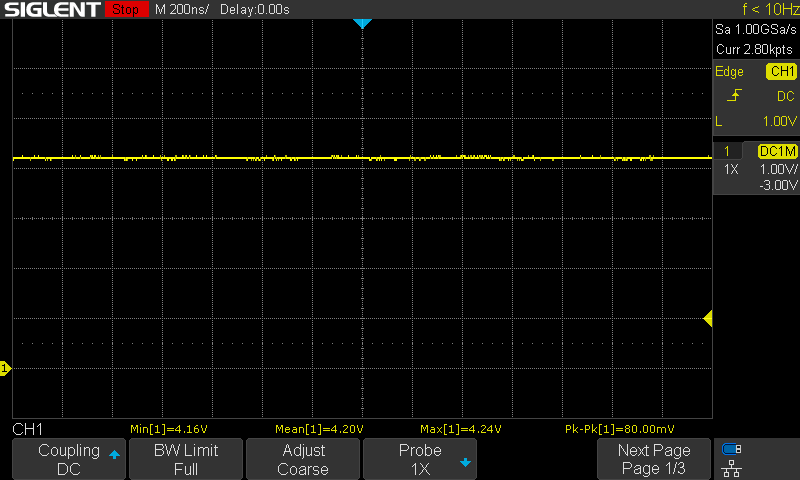 SIGLENT Stop M 200ns/ Delay:0.00s f < 10Hz
Sa 1.00GSa/s
Curr 2.80kpts
Edge CH1
DC
L 1.00V
1 DC1M
1X 1.00V/
-3.00V
1
CH1 Min[1]=4.16V Mean[1]=4.20V Max[1]=4.24V Pk-Pk[1]=80.00mV
Coupling BW Limit Adjust Probe Next Page
DC Full Coarse 1X Page 1/3